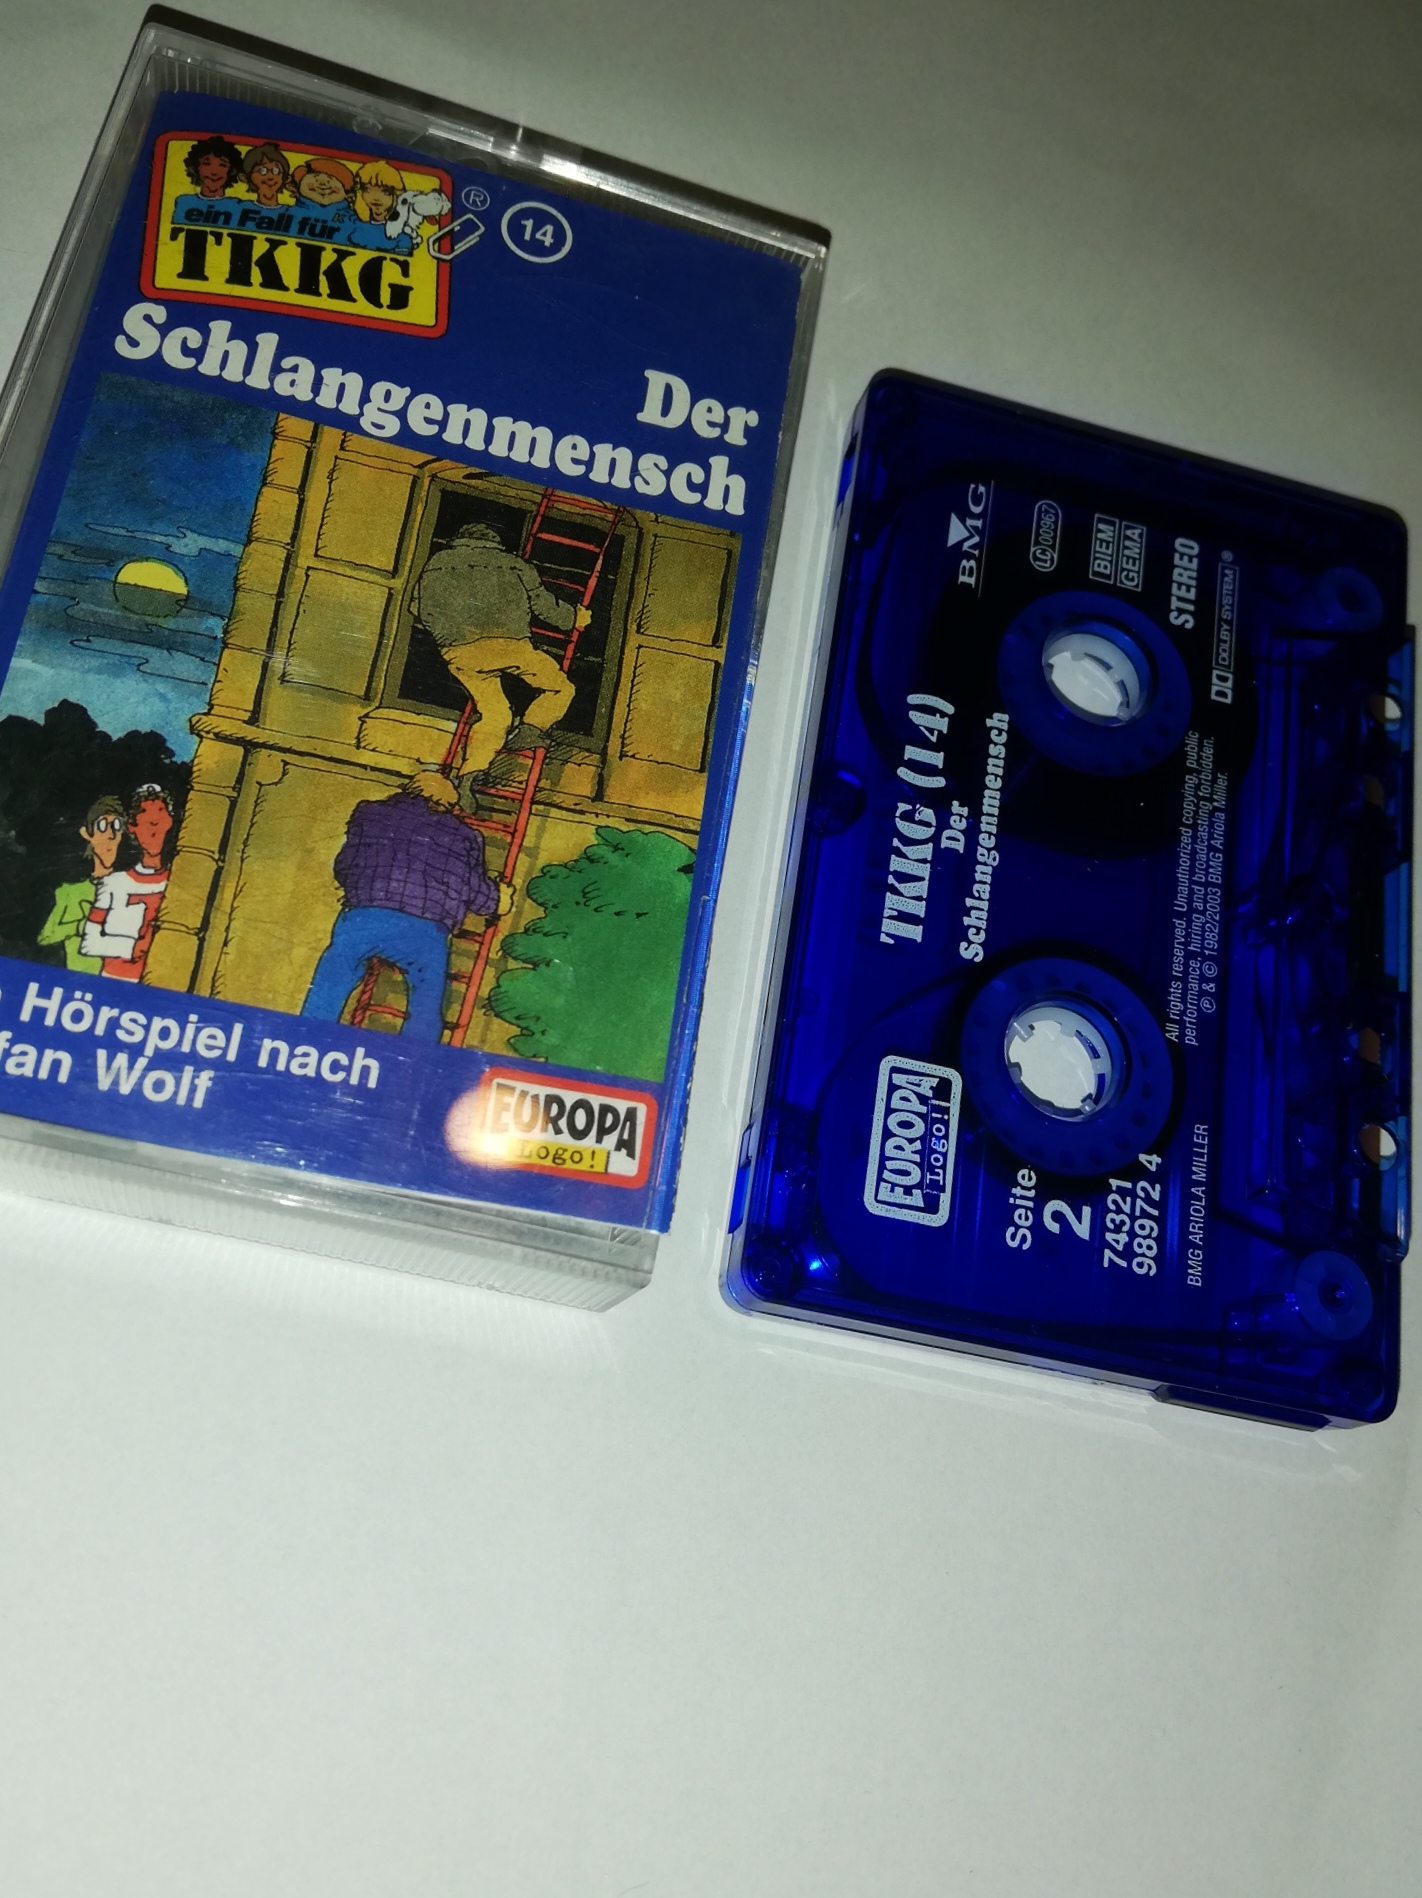 ein Fall für
TKKG
®
14
Der
Schlangenmensch
Hörspiel nach
fan Wolf
EUROPA
Logo!
BMG
LC 00967
BIEM
GEMA
STEREO
DOLBY SYSTEM ®
TKKG (14)
Der
Schlangenmensch
All rights reserved. Unauthorized copying, public
performance, hiring and broadcasting forbidden.
℗ & © 1982/2003 BMG Ariola Miller.
EUROPA
Logo!
Seite
2
74321
98972 4
BMG ARIOLA MILLER